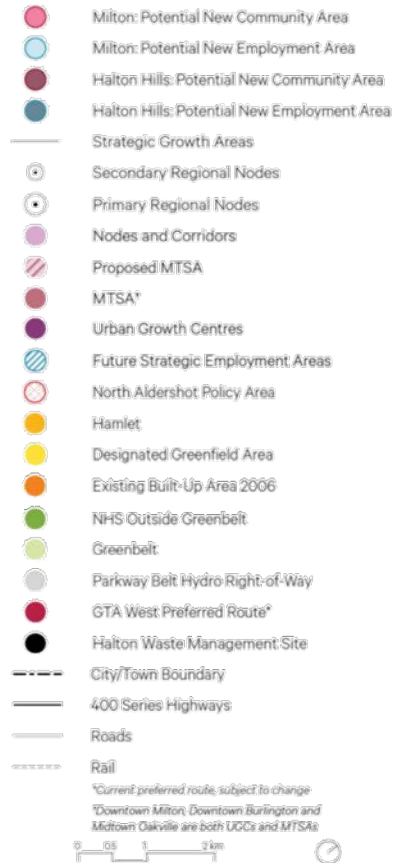 Milton: Potential New Community Area
Milton: Potential New Employment Area
Halton Hills: Potential New Community Area
Halton Hills: Potential New Employment Area
Strategic Growth Areas
Secondary Regional Nodes
Primary Regional Nodes
Nodes and Corridors
Proposed MTSA
MTSA⁺
Urban Growth Centres
Future Strategic Employment Areas
North Aldershot Policy Area
Hamlet
Designated Greenfield Area
Existing Built-Up Area 2006
NHS Outside Greenbelt
Greenbelt
Parkway Belt Hydro Right-of-Way
GTA West Preferred Route*
Halton Waste Management Site
City/Town Boundary
400 Series Highways
Roads
Rail
*Current preferred route, subject to change
⁺Downtown Milton, Downtown Burlington and
Midtown Oakville are both UGCs and MTSAs
0 0.5 1 2 km